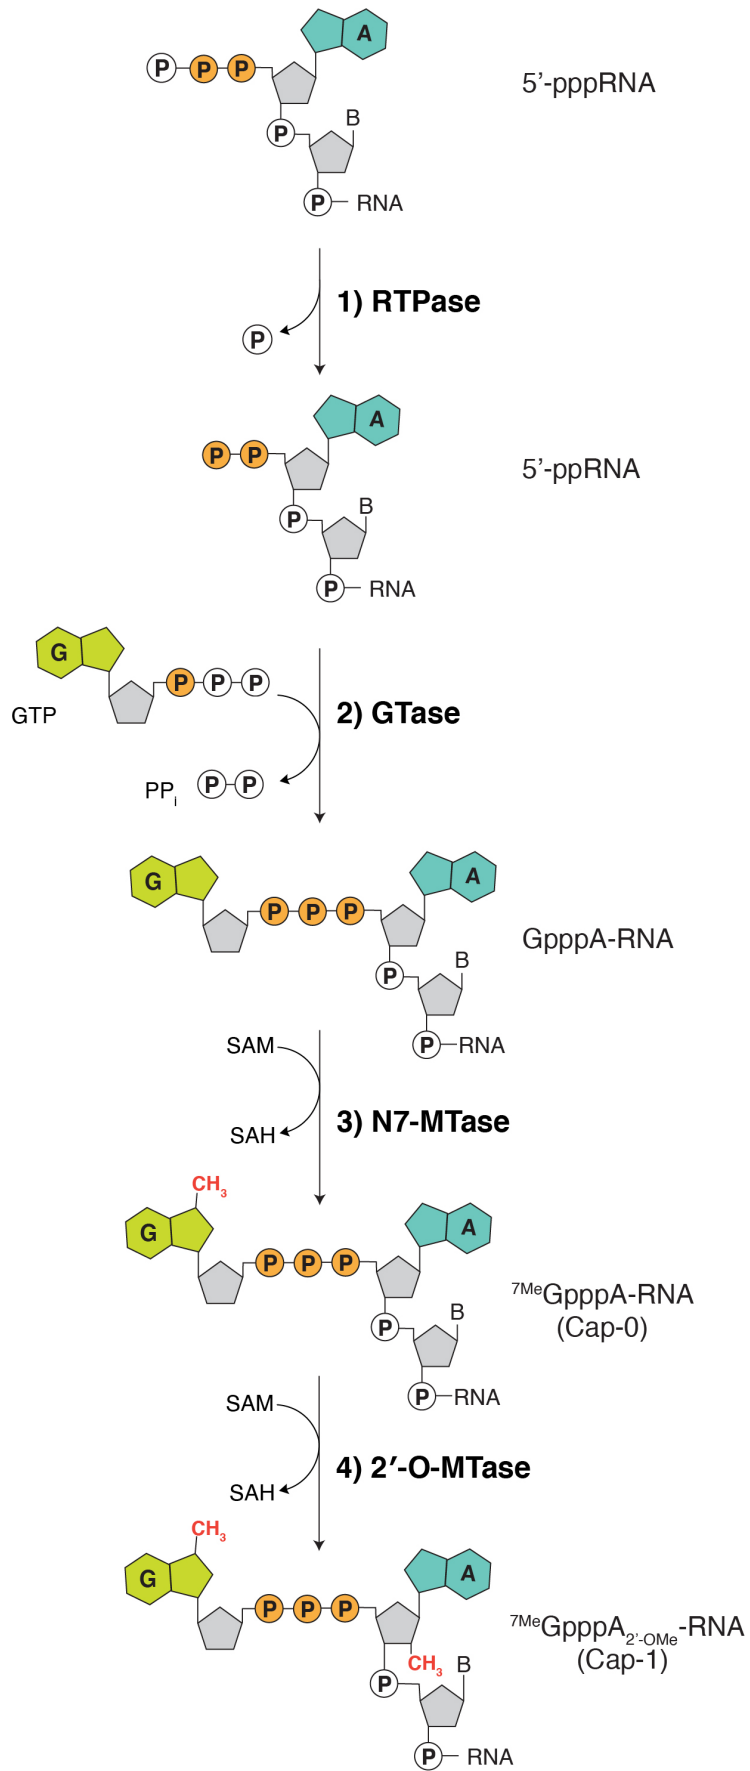 A
P P P
5’-pppRNA
B
P
P RNA
1) RTPase
P
A
P P
5’-ppRNA
B
P
P RNA
G
P P P
GTP
2) GTase
PPi P P
G A
P P P
GpppA-RNA
B
P
P RNA
SAM
3) N7-MTase
SAH
CH3
G A
P P P
7MeGpppA-RNA
(Cap-0)
B
P
P RNA
SAM
4) 2′-O-MTase
SAH
CH3
G A
P P P
7MeGpppA2’-OMe-RNA
(Cap-1)
CH3 B
P
P RNA